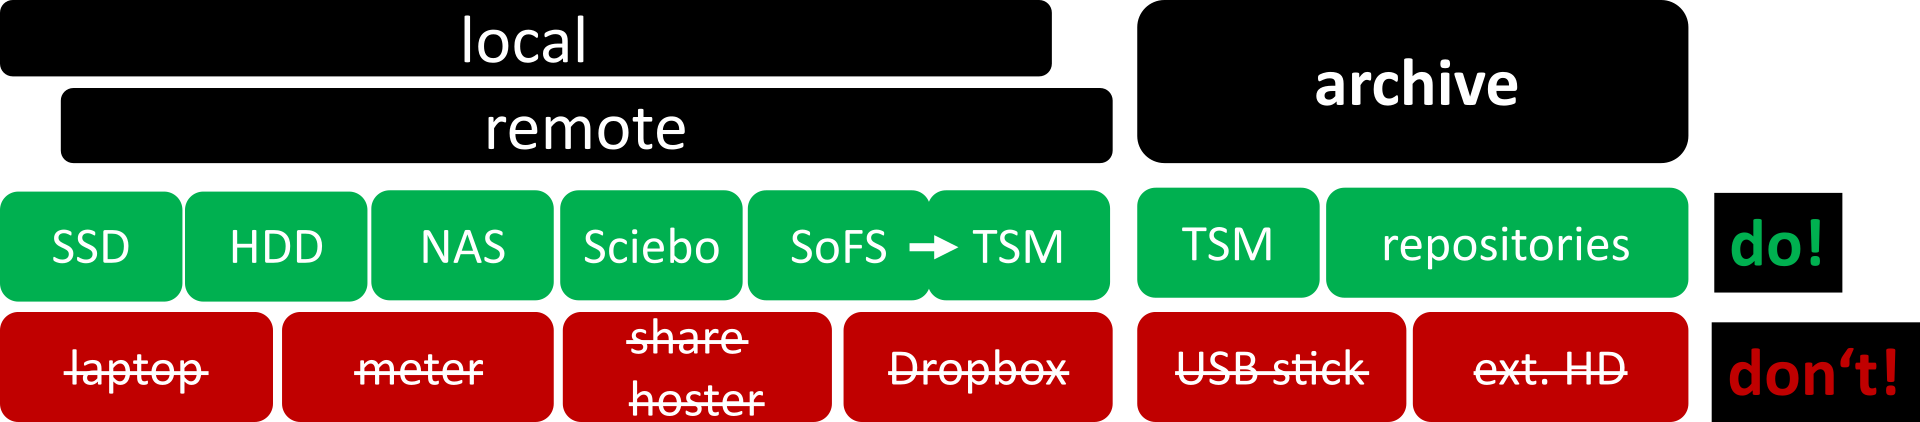 local
remote
archive
SSD HDD NAS Sciebo SoFS TSM TSM repositories do!
laptop meter share hoster Dropbox USB stick ext. HD don‘t!